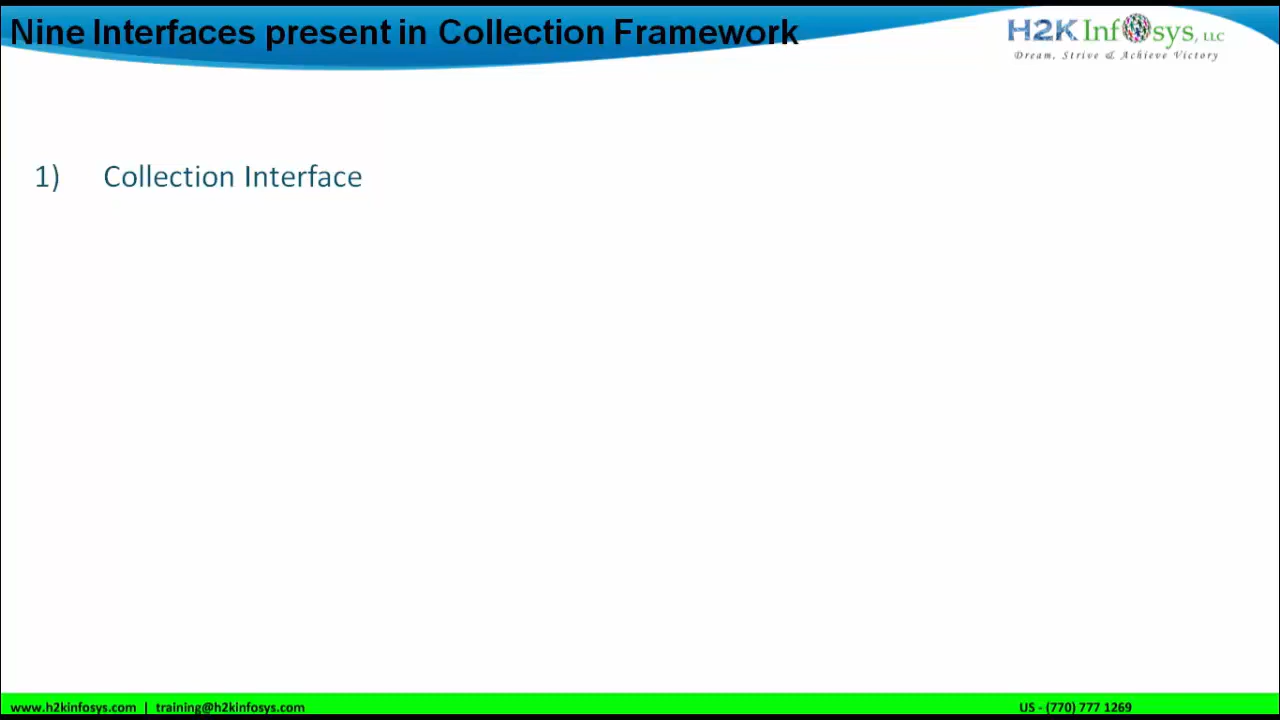 Nine Interfaces present in Collection Framework
H2K Infosys, LLC
Dream, Strive & Achieve Victory
1) Collection Interface
www.h2kinfosys.com | training@h2kinfosys.com
US - (770) 777 1269